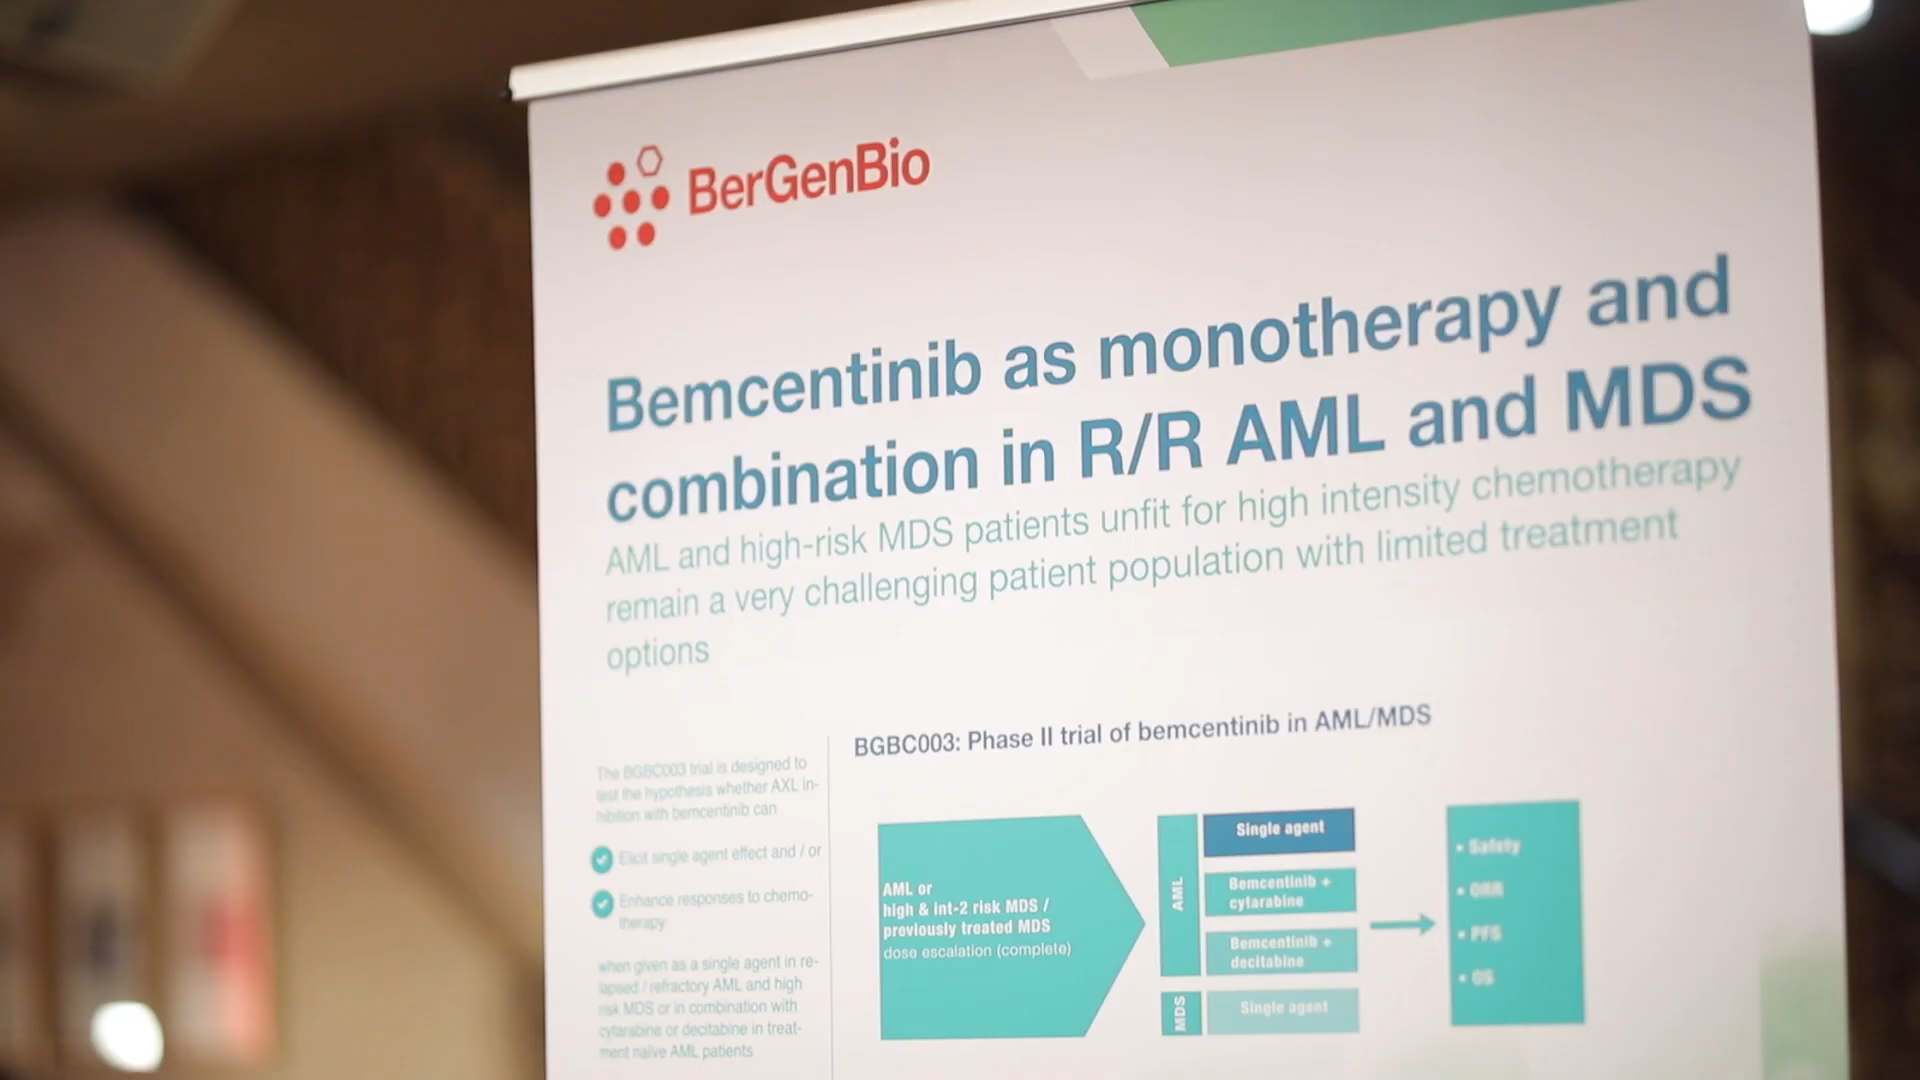 BerGenBio
Bemcentinib as monotherapy and
combination in R/R AML and MDS
AML and high-risk MDS patients unfit for high intensity chemotherapy
remain a very challenging patient population with limited treatment
options
The BGBC003 trial is designed to
test the hypothesis whether AXL in-
hibition with bemcentinib can
Elicit single agent effect and / or
Enhance responses to chemo-
therapy
when given as a single agent in re-
lapsed / refractory AML and high
risk MDS or in combination with
cytarabine or decitabine in treat-
ment naïve AML patients
BGBC003: Phase II trial of bemcentinib in AML/MDS
AML or
high & int-2 risk MDS /
previously treated MDS
dose escalation (complete)
AML
Single agent
Bemcentinib +
cytarabine
Bemcentinib +
decitabine
MDS
Single agent
• Safety
• ORR
• PFS
• OS